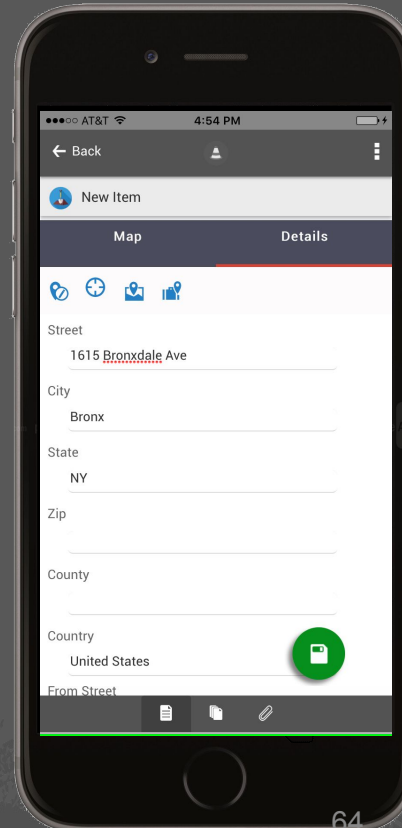 AT&T
4:54 PM
Back
New Item
Map
Details
Street
1615 Bronxdale Ave
City
Bronx
State
NY
Zip
County
Country
United States
From Street
64